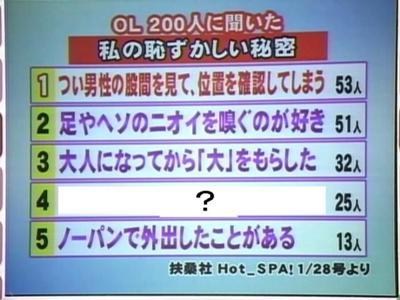 OL 200人に聞いた
私の恥ずかしい秘密
1 つい男性の股間を見て、位置を確認してしまう 53人
2 足やヘソのニオイを嗅ぐのが好き 51人
3 大人になってから「大」をもらした 32人
4 ? 25人
5 ノーパンで外出したことがある 13人
扶桑社 Hot_SPA! 1/28号より